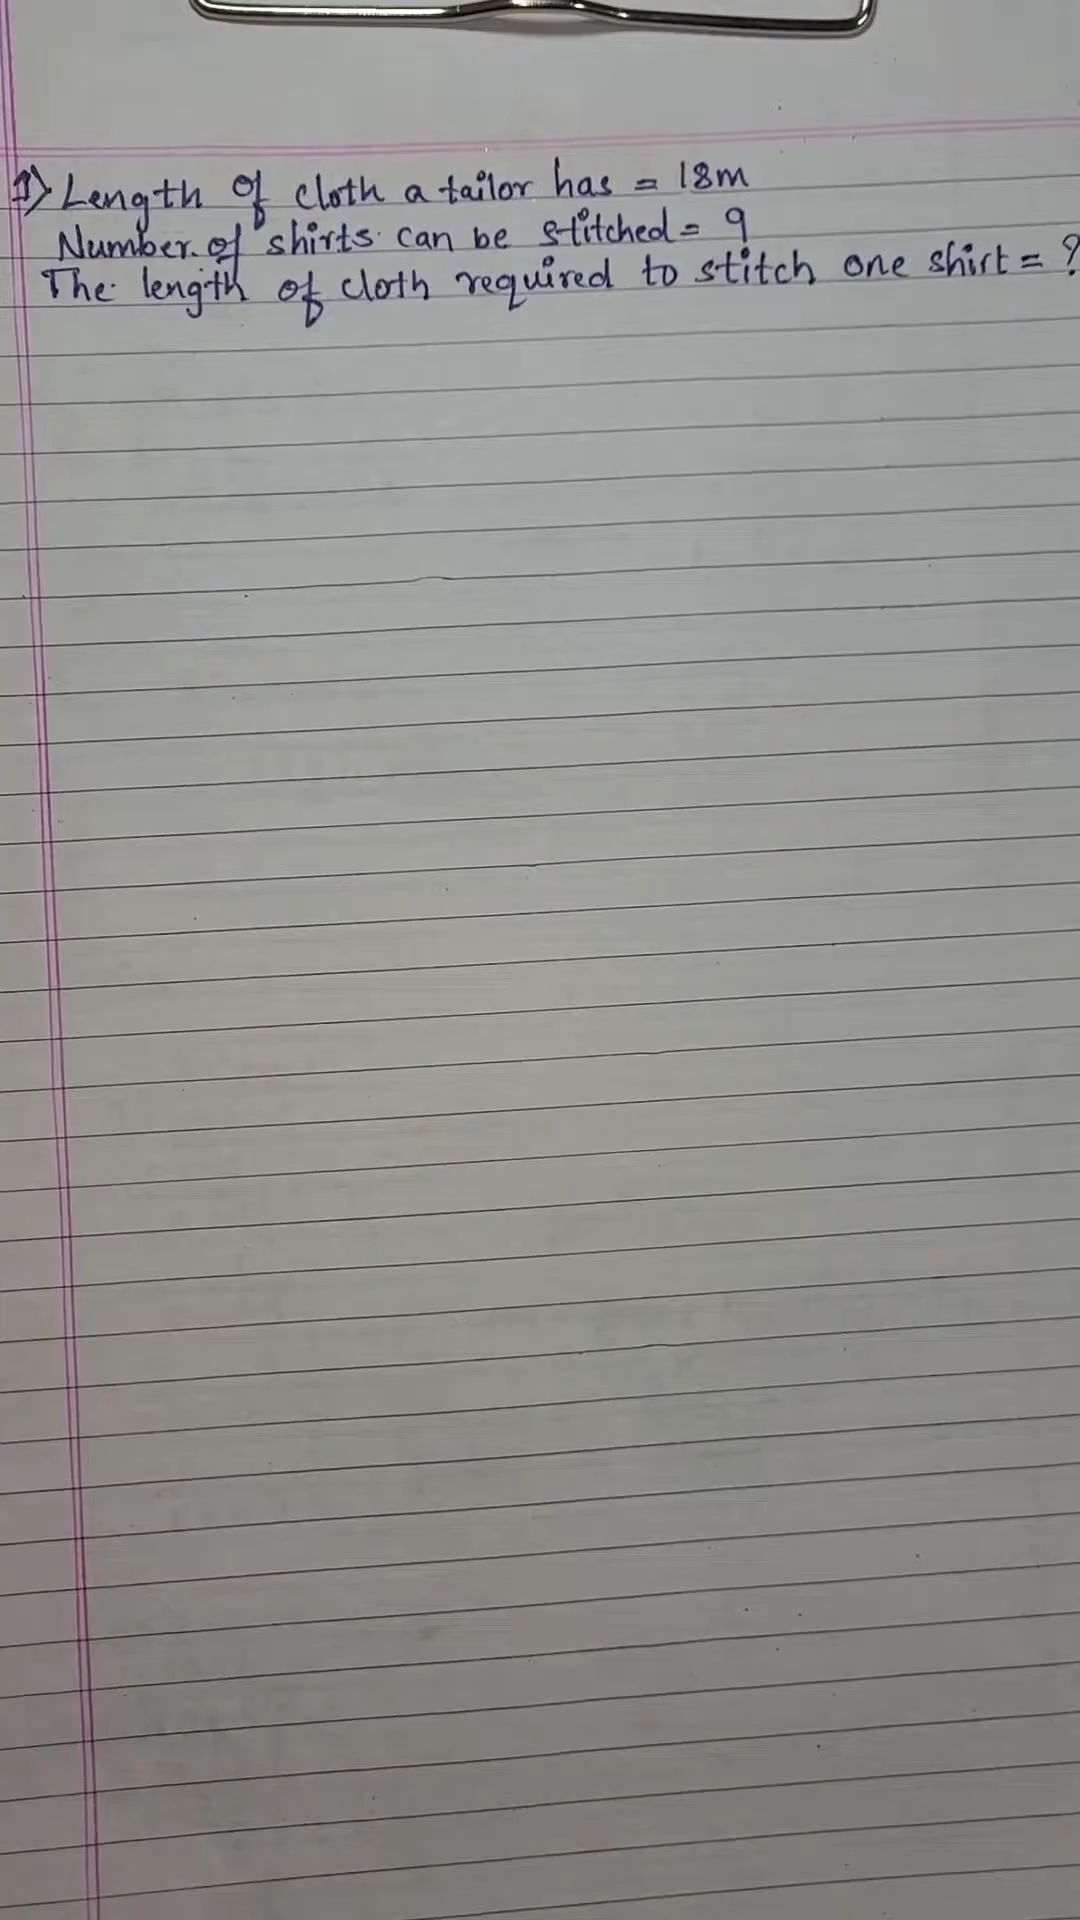 1) Length of cloth a tailor has = 18m
Number of shirts can be stitched = 9
The length of cloth required to stitch one shirt = ?